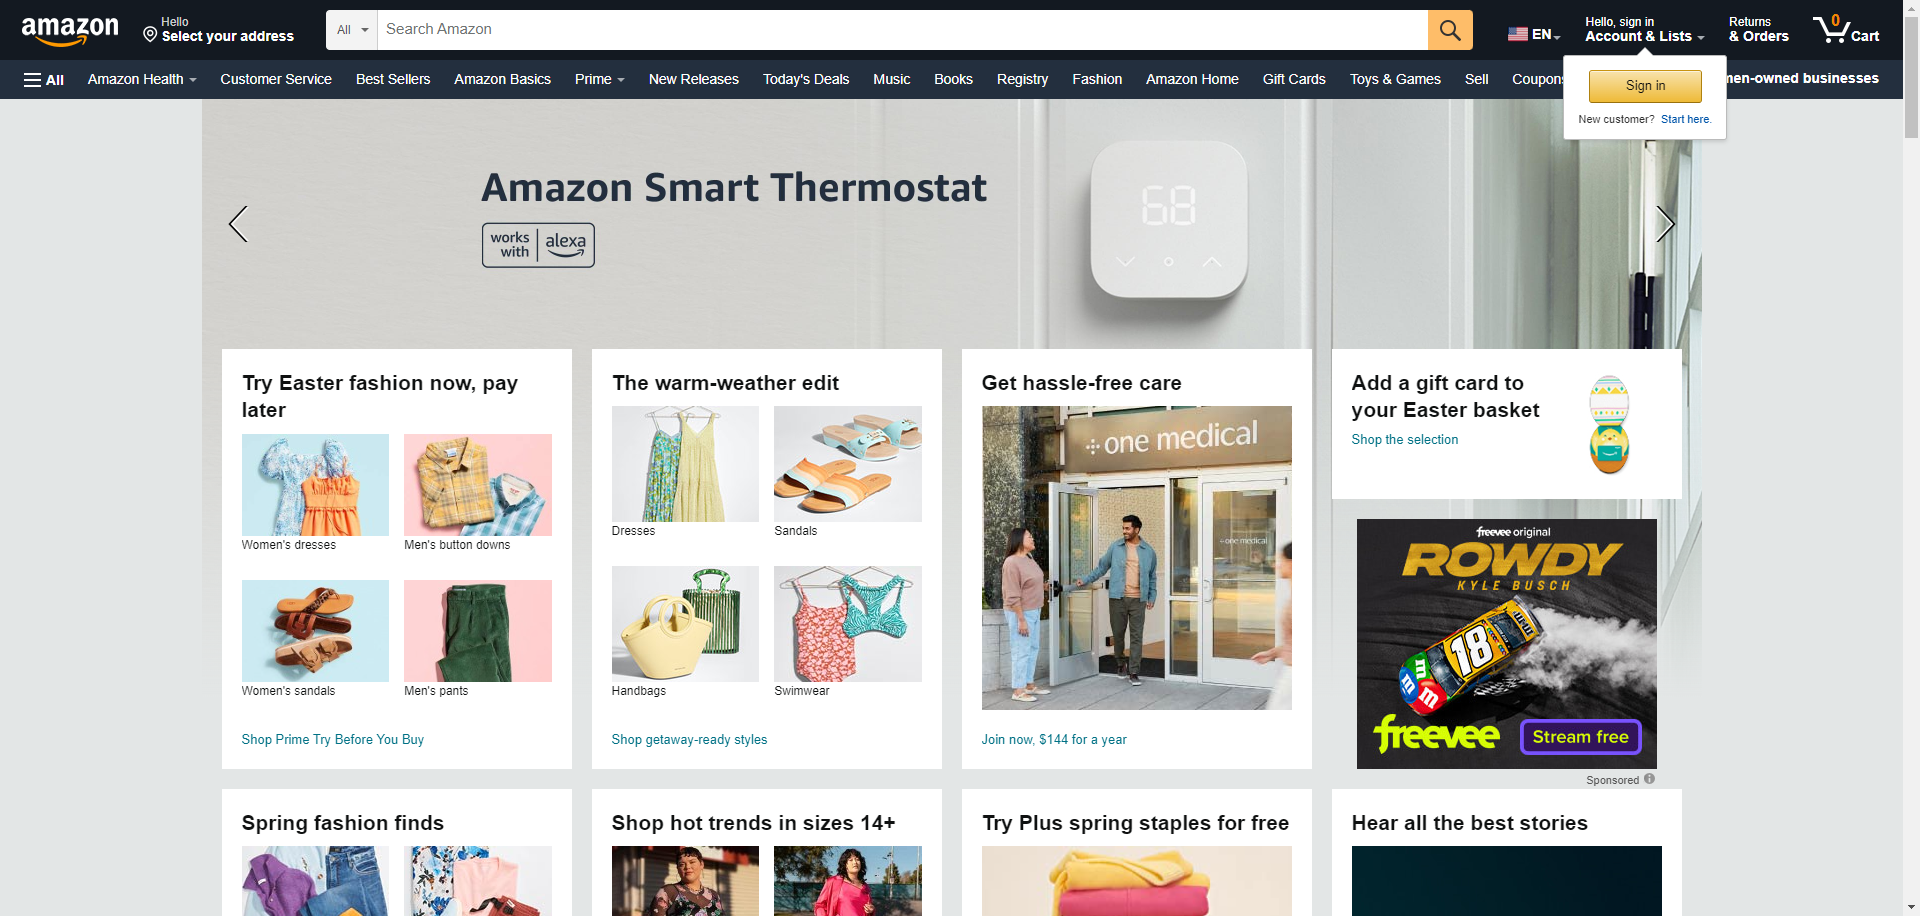 amazon
Hello
Select your address
All
Search Amazon
EN
Hello, sign in
Account & Lists
Returns
& Orders
0
Cart
All
Amazon Health
Customer Service
Best Sellers
Amazon Basics
Prime
New Releases
Today's Deals
Music
Books
Registry
Fashion
Amazon Home
Gift Cards
Toys & Games
Sell
Coupons
men-owned businesses
Sign in
New customer? Start here.
Amazon Smart Thermostat
works with
alexa
68
Try Easter fashion now, pay
later
Women's dresses
Men's button downs
Women's sandals
Men's pants
Shop Prime Try Before You Buy
The warm-weather edit
Dresses
Sandals
Handbags
Swimwear
Shop getaway-ready styles
Get hassle-free care
one medical
one medical
Join now, $144 for a year
Add a gift card to
your Easter basket
Shop the selection
freevee original
ROWDY
KYLE BUSCH
18
m
m
freevee
Stream free
Sponsored
Spring fashion finds
Shop hot trends in sizes 14+
Try Plus spring staples for free
Hear all the best stories